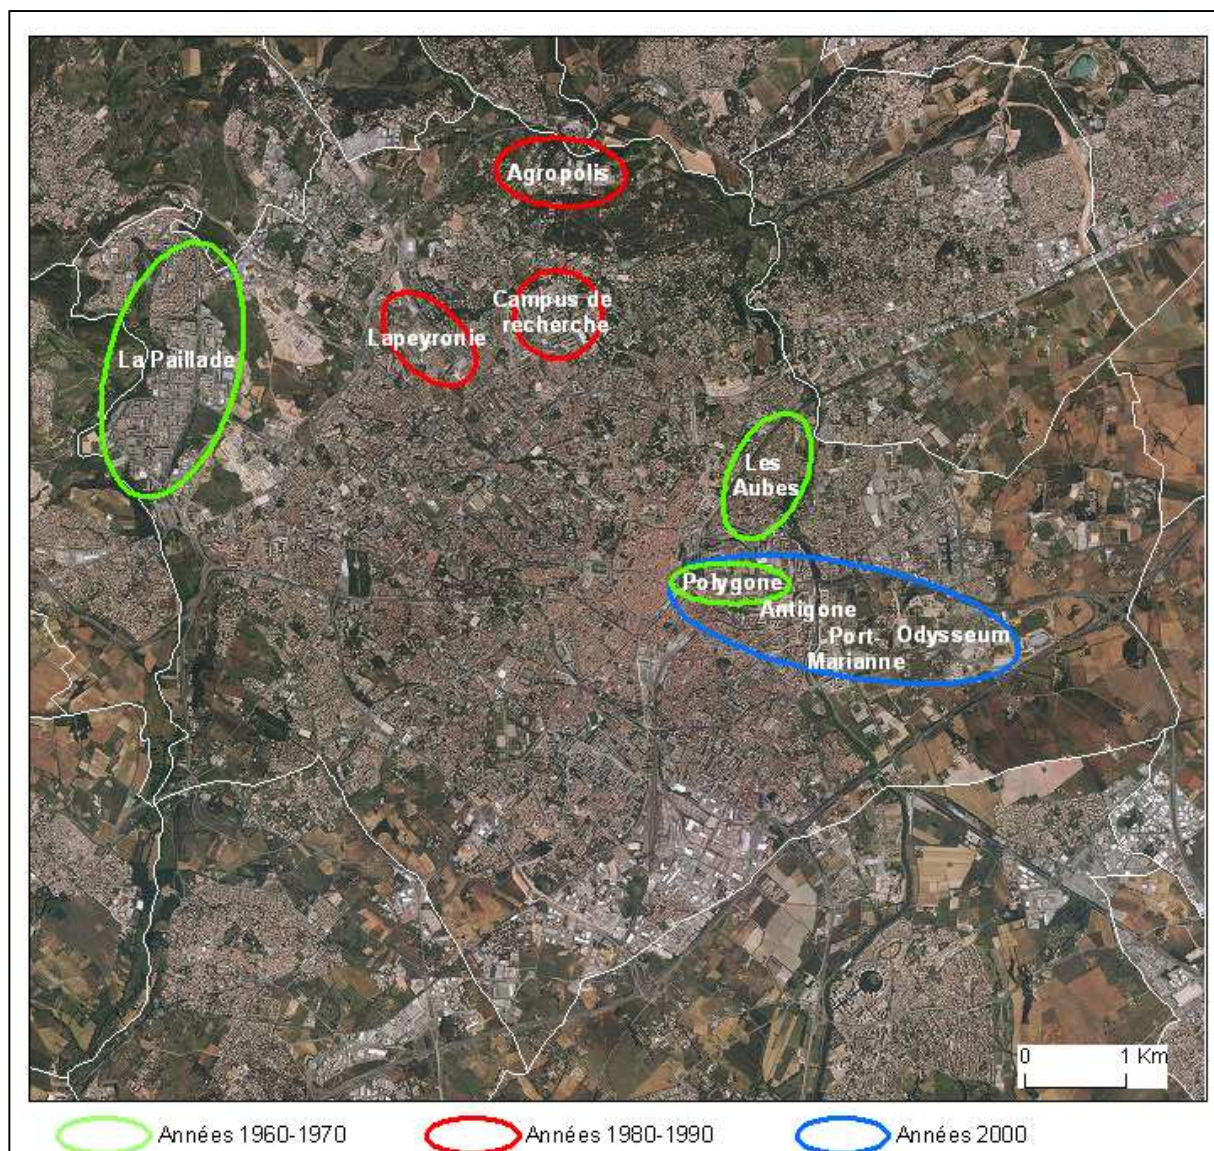 Agropolis
Campus de
recherche
Lapeyronie
La Paillade
Les
Aubes
Polygone
Antigone
-Port-
Marianne
Odysseum
0 1 Km
Années 1960-1970
Années 1980-1990
Années 2000